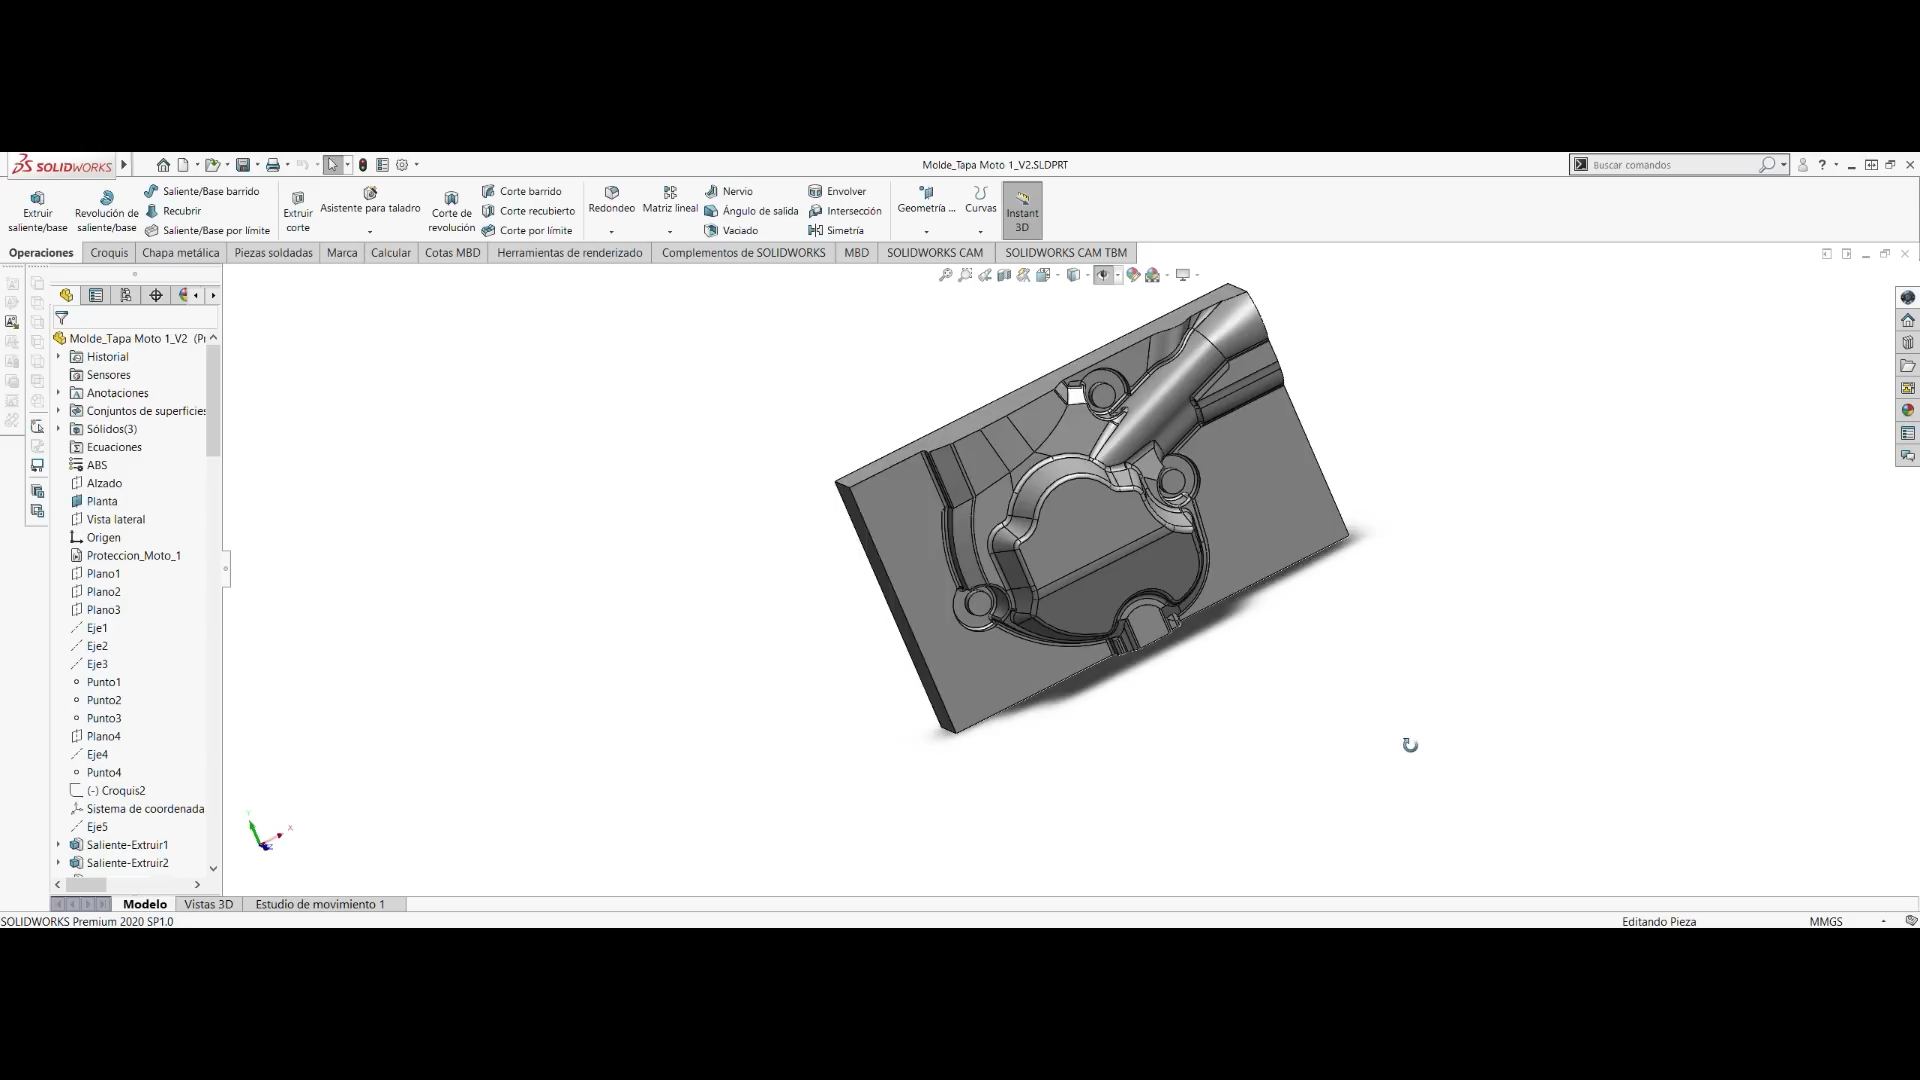 SOLIDWORKS
Molde_Tapa Moto 1_V2.SLDPRT
Buscar comandos
?
Extruir saliente/base
Revolución de saliente/base
Saliente/Base barrido
Recubrir
Saliente/Base por límite
Extruir corte
Asistente para taladro
Corte de revolución
Corte barrido
Corte recubierto
Corte por límite
Redondeo
Matriz lineal
Nervio
Ángulo de salida
Vaciado
Envolver
Intersección
Simetría
Geometría ...
Curvas
Instant 3D
Operaciones
Croquis
Chapa metálica
Piezas soldadas
Marca
Calcular
Cotas MBD
Herramientas de renderizado
Complementos de SOLIDWORKS
MBD
SOLIDWORKS CAM
SOLIDWORKS CAM TBM
Molde_Tapa Moto 1_V2 (Pr
Historial
Sensores
Anotaciones
Conjuntos de superficies
Sólidos(3)
Ecuaciones
ABS
Alzado
Planta
Vista lateral
Origen
Proteccion_Moto_1
Plano1
Plano2
Plano3
Eje1
Eje2
Eje3
Punto1
Punto2
Punto3
Plano4
Eje4
Punto4
(-) Croquis2
Sistema de coordenada
Eje5
Saliente-Extruir1
Saliente-Extruir2
Y
X
Z
Modelo
Vistas 3D
Estudio de movimiento 1
SOLIDWORKS Premium 2020 SP1.0
Editando Pieza
MMGS